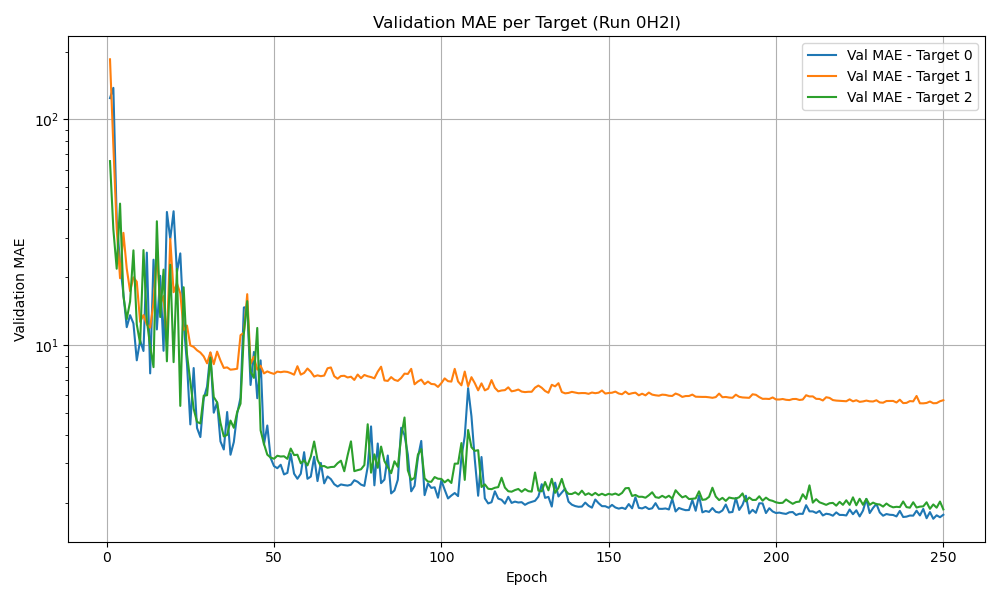 Validation MAE per Target (Run 0H2I)
Val MAE - Target 0
Val MAE - Target 1
Val MAE - Target 2
Validation MAE
10²
10¹
0 50 100 150 200 250
Epoch